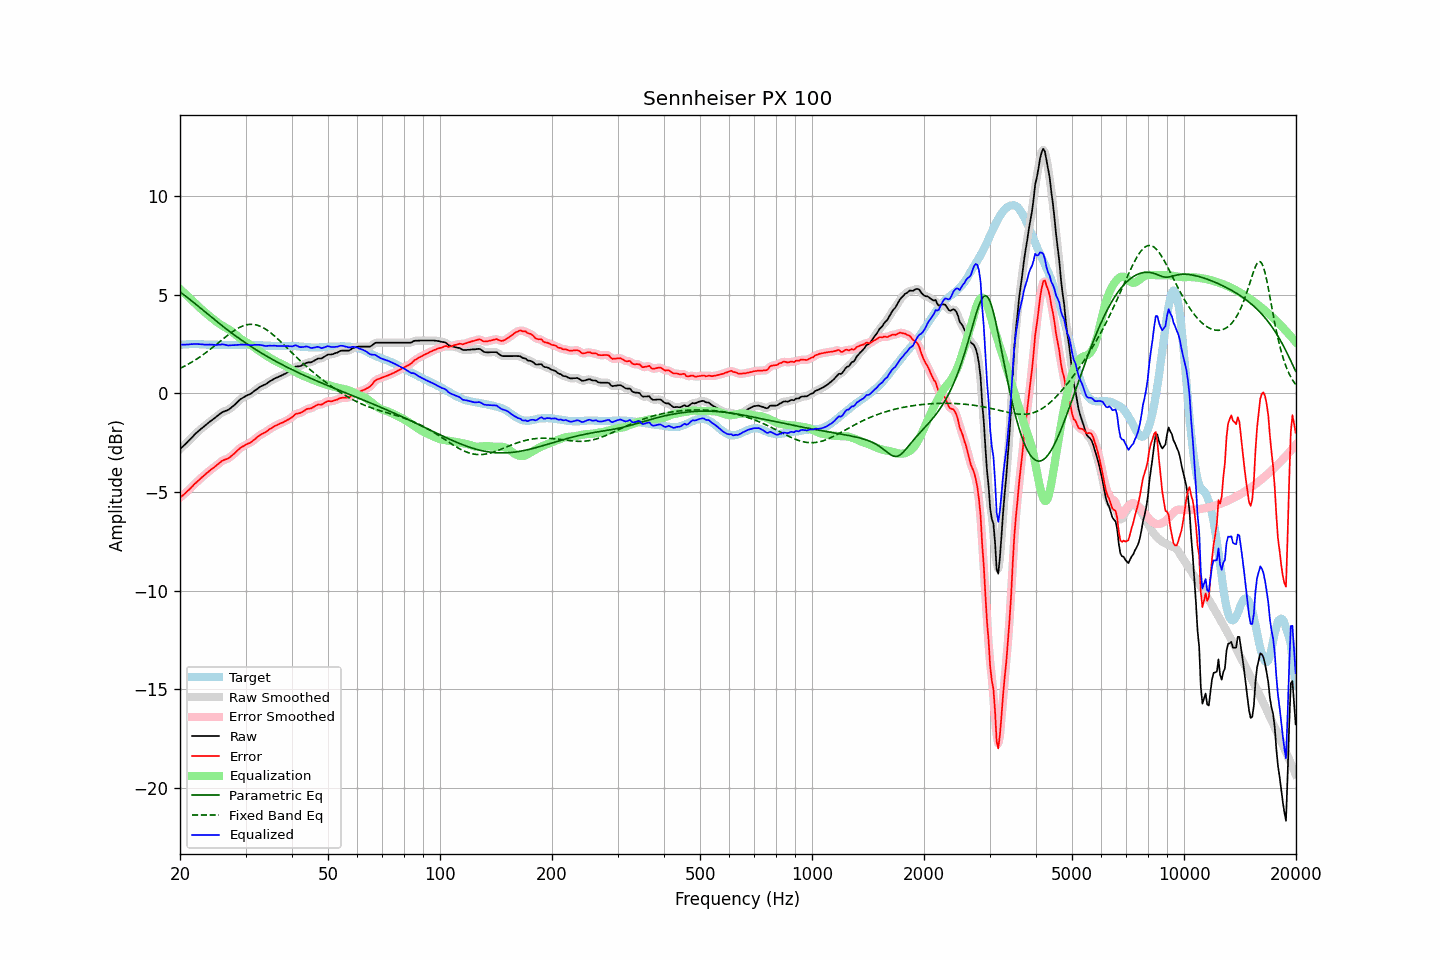 Sennheiser PX 100
Amplitude (dBr)
10
5
0
−5
−10
−15
−20
Target
Raw Smoothed
Error Smoothed
Raw
Error
Equalization
Parametric Eq
Fixed Band Eq
Equalized
20
50
100
200
500
1000
2000
5000
10000
20000
Frequency (Hz)